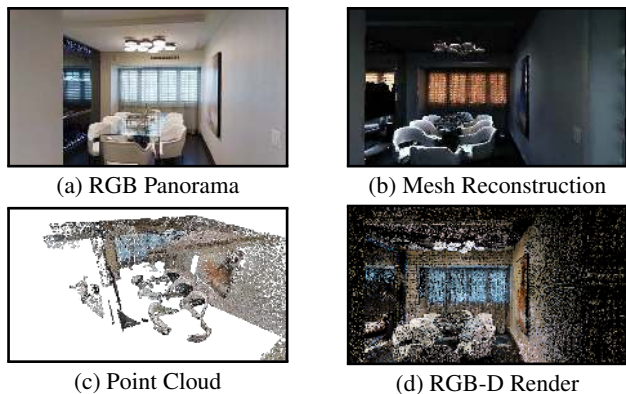 (a) RGB Panorama
(b) Mesh Reconstruction
(c) Point Cloud
(d) RGB-D Render